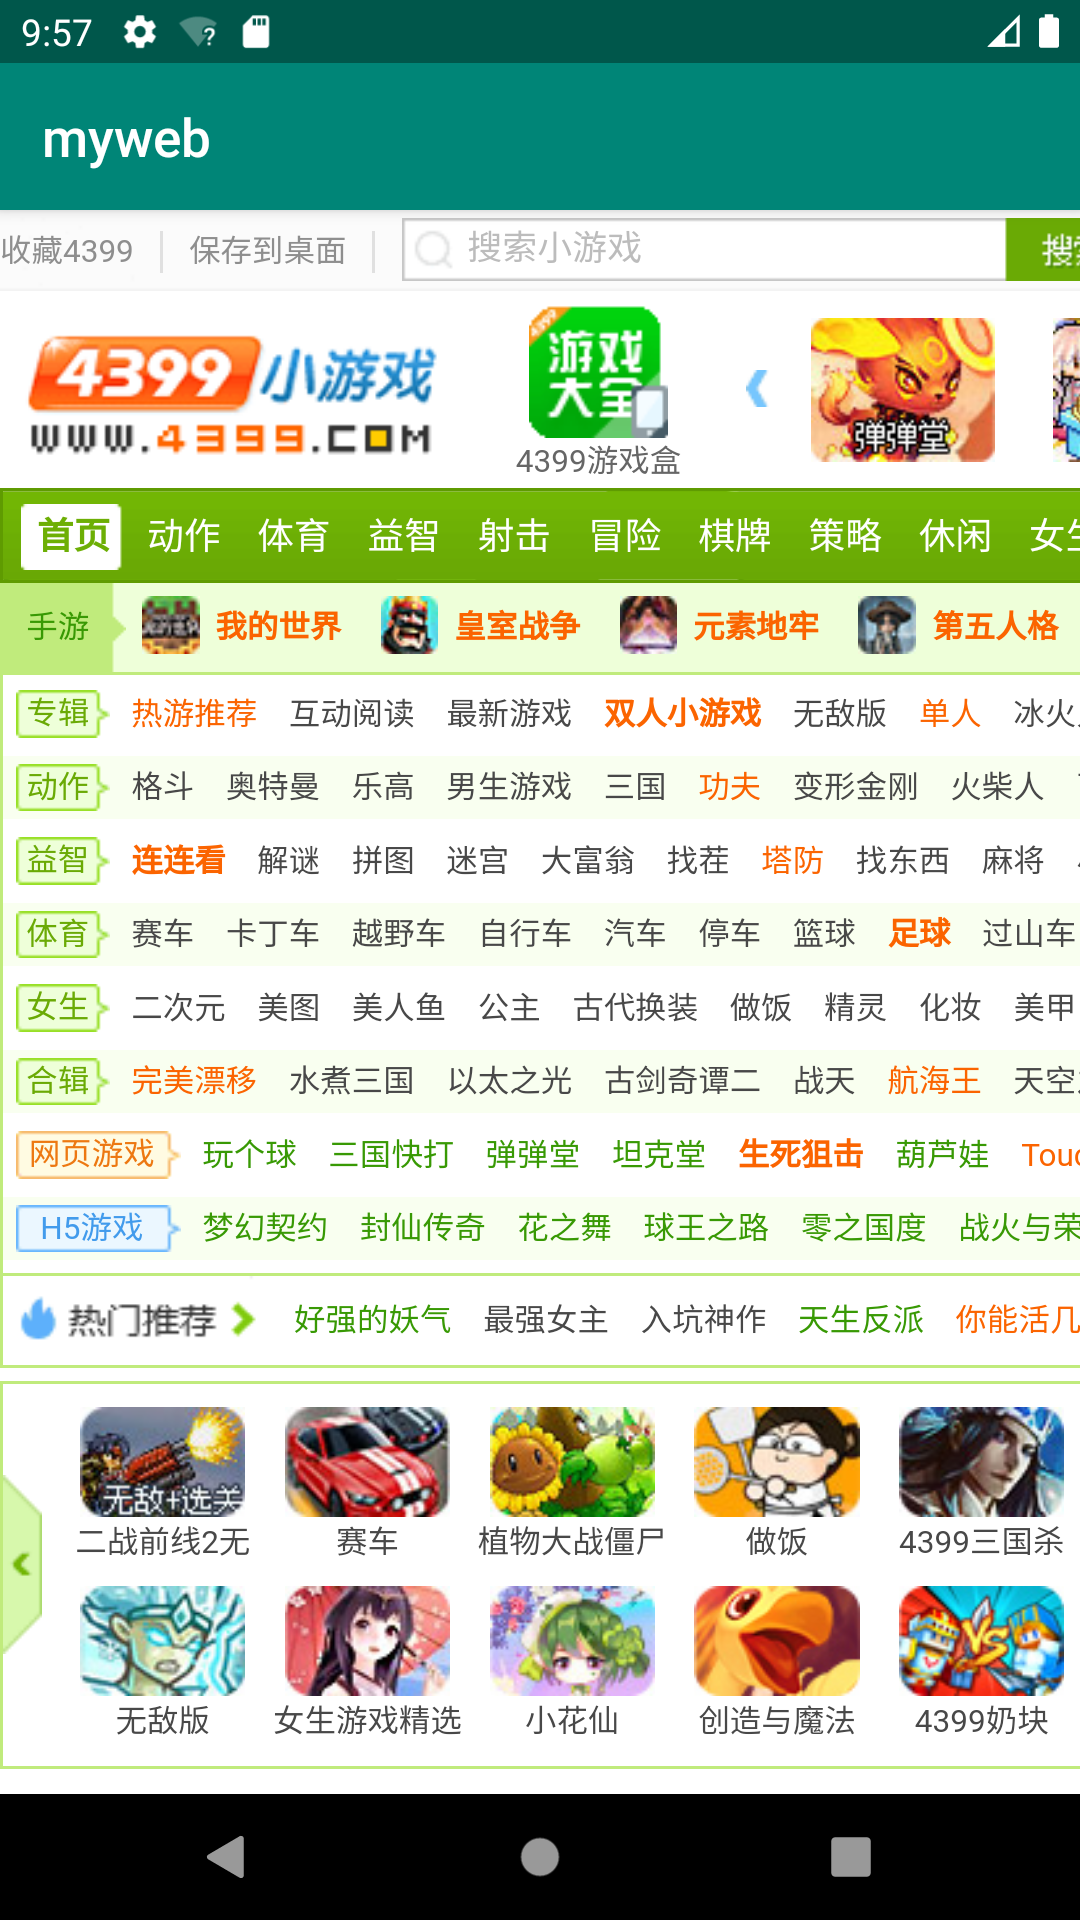 9:57
myweb
收藏4399 保存到桌面 搜索小游戏
4399小游戏
www.4399.com
游戏大全
4399游戏盒
弹弹堂
首页 动作 体育 益智 射击 冒险 棋牌 策略 休闲
手游 我的世界 皇室战争 元素地牢 第五人格
专辑 热游推荐 互动阅读 最新游戏 双人小游戏 无敌版 单人 冰火
动作 格斗 奥特曼 乐高 男生游戏 三国 功夫 变形金刚 火柴人
益智 连连看 解谜 拼图 迷宫 大富翁 找茬 塔防 找东西 麻将
体育 赛车 卡丁车 越野车 自行车 汽车 停车 篮球 足球 过山车
女生 二次元 美图 美人鱼 公主 古代换装 做饭 精灵 化妆 美甲
合辑 完美漂移 水煮三国 以太之光 古剑奇谭二 战天 航海王 天空
网页游戏 玩个球 三国快打 弹弹堂 坦克堂 生死狙击 葫芦娃 Touc
H5游戏 梦幻契约 封仙传奇 花之舞 球王之路 零之国度 战火与荣
热门推荐 好强的妖气 最强女主 入坑神作 天生反派 你能活几
无敌+选关
二战前线2无 赛车 植物大战僵尸 做饭 4399三国杀
VS
无敌版 女生游戏精选 小花仙 创造与魔法 4399奶块